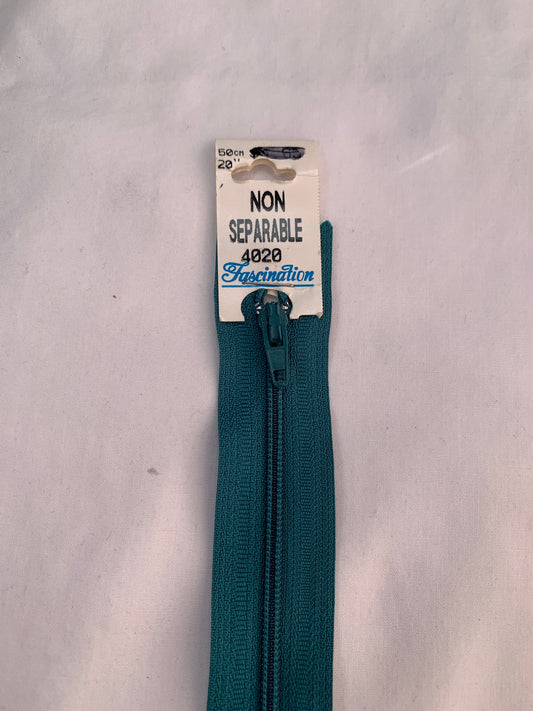 50cm
20"
NON
SEPARABLE
4020
Fascination